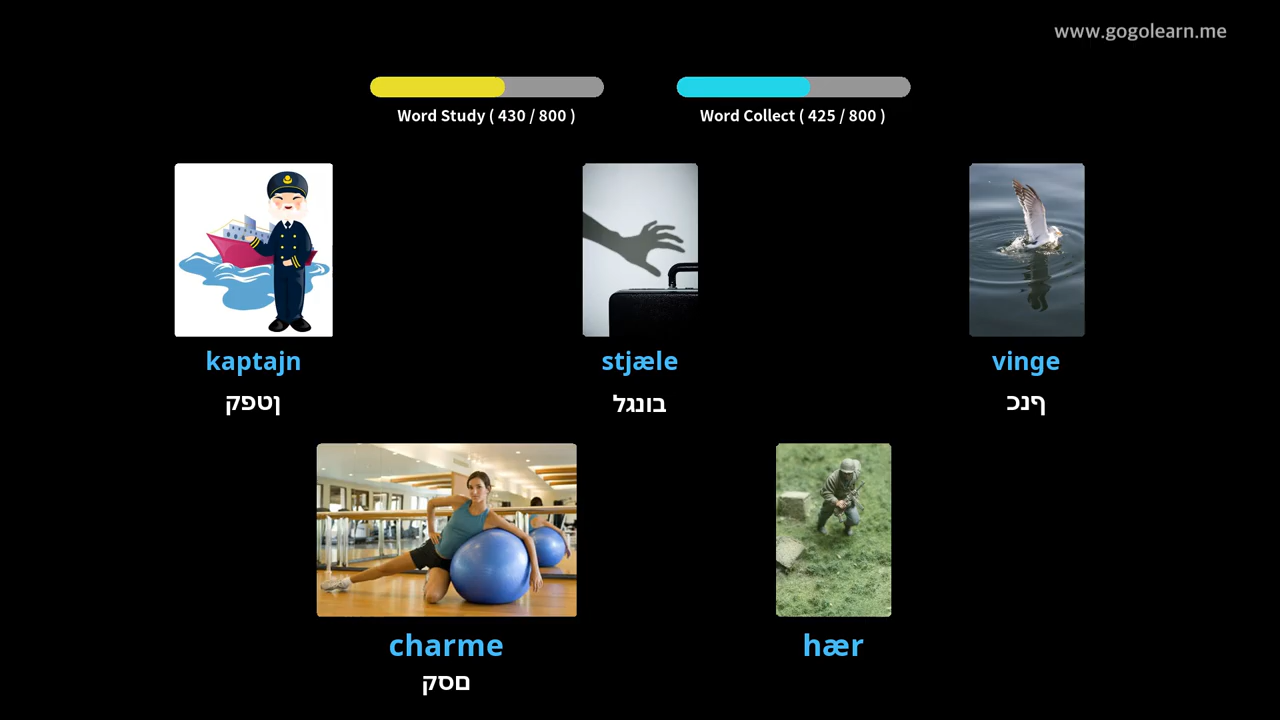 www.gogolearn.me
Word Study ( 430 / 800 )
Word Collect ( 425 / 800 )
kaptajn
ןטפק
stjæle
בונגל
vinge
ףנכ
charme
םסק
hær